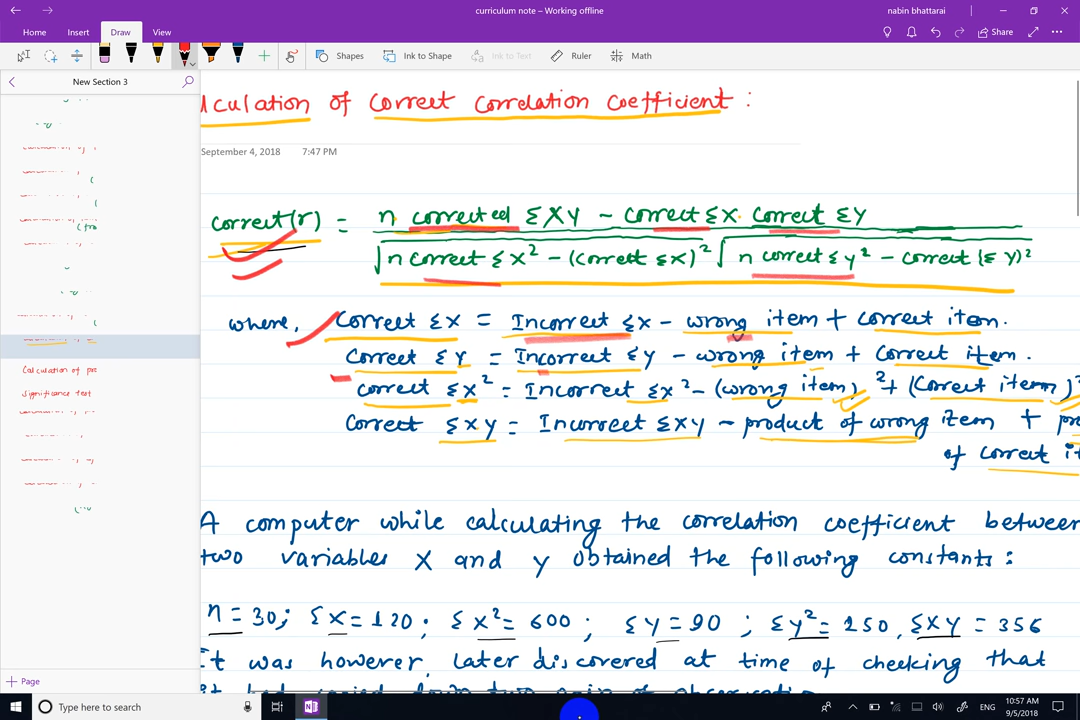 curriculum note – Working offline
nabin bhattarai
Home Insert Draw View
Share
Shapes Ink to Shape Ink to Text Ruler Math
New Section 3
lculation of Correct Correlation Coefficient :
September 4, 2018 7:47 PM
Correct(r) = n corrected ΣXY - Correct ΣX Correct ΣY
√n Correct Σx² - (Correct Σx)² √n correct Σy² - correct (Σy)²
where, Correct Σx = Incorrect Σx - wrong item + correct item.
Correct Σy = Incorrect Σy - wrong item + Correct item.
correct Σx² = Incorrect Σx² - (wrong item)² + (Correct item)²
Correct Σxy = Incorrect Σxy - product of wrong item +
of correct
Calculation of
Significance test
A computer while calculating the correlation coefficient between
two variables X and y obtained the following constants :
n = 30; Σx = 120; Σx² = 600; Σy = 90; Σy² = 250, Σxy = 356
It was however, later discovered at time of checking that
Page
Type here to search
ENG
10:57 AM
9/5/2018